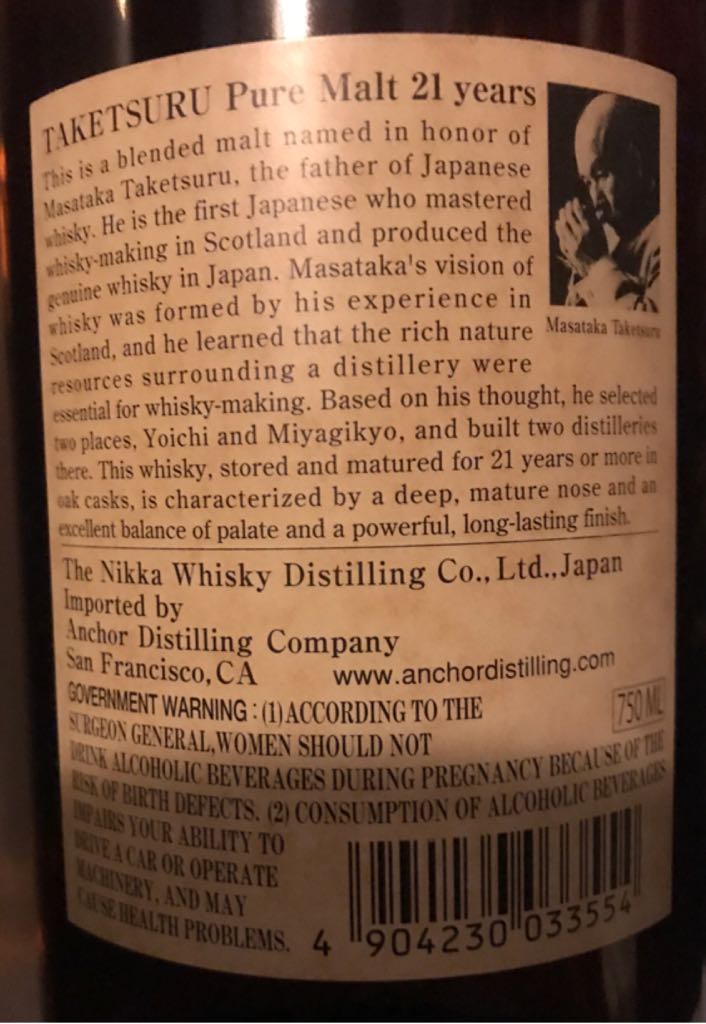 TAKETSURU Pure Malt 21 years
This is a blended malt named in honor of
Masataka Taketsuru, the father of Japanese
whisky. He is the first Japanese who mastered
whisky-making in Scotland and produced the
genuine whisky in Japan. Masataka's vision of
whisky was formed by his experience in
Scotland, and he learned that the rich nature
resources surrounding a distillery were
essential for whisky-making. Based on his thought, he selected
two places, Yoichi and Miyagikyo, and built two distilleries
there. This whisky, stored and matured for 21 years or more in
oak casks, is characterized by a deep, mature nose and an
excellent balance of palate and a powerful, long-lasting finish.
Masataka Taketsuru
The Nikka Whisky Distilling Co., Ltd., Japan
Imported by
Anchor Distilling Company
San Francisco, CA www.anchordistilling.com
750 ML
GOVERNMENT WARNING : (1) ACCORDING TO THE
SURGEON GENERAL, WOMEN SHOULD NOT
DRINK ALCOHOLIC BEVERAGES DURING PREGNANCY BECAUSE OF THE
RISK OF BIRTH DEFECTS. (2) CONSUMPTION OF ALCOHOLIC BEVERAGES
IMPAIRS YOUR ABILITY TO
DRIVE A CAR OR OPERATE
MACHINERY, AND MAY
CAUSE HEALTH PROBLEMS.
4 904230 033554